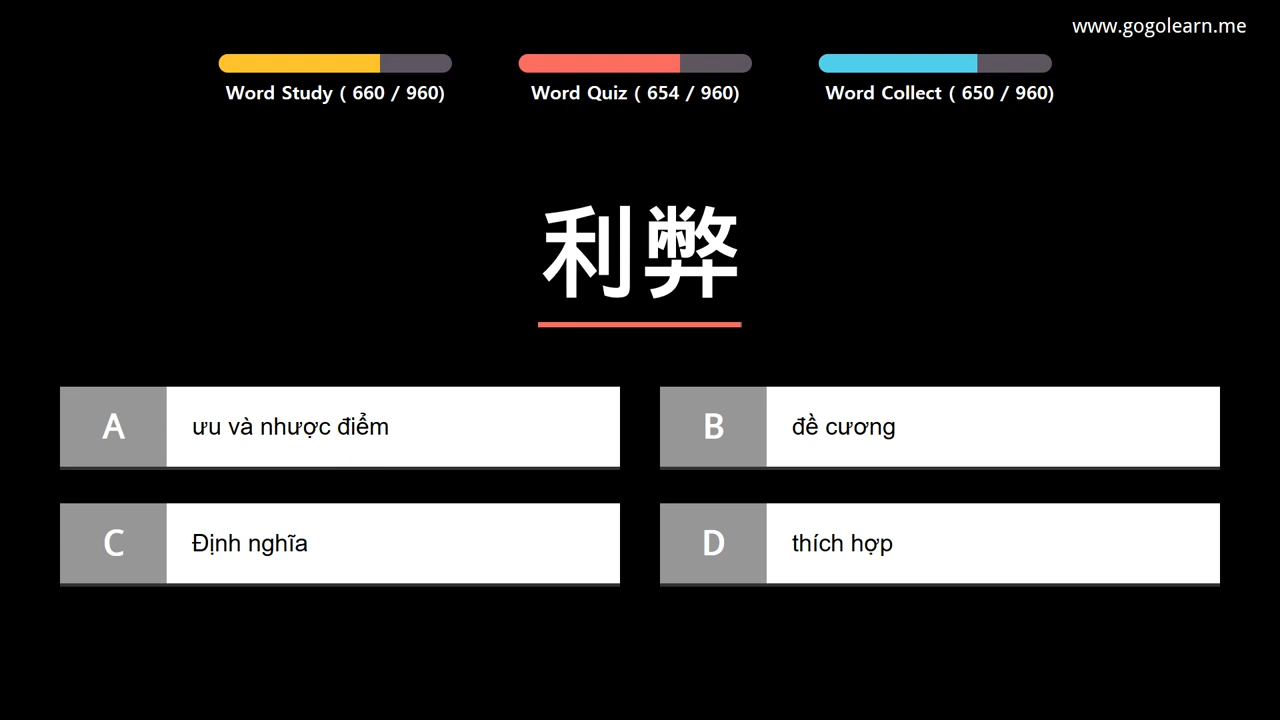 www.gogolearn.me
Word Study ( 660 / 960)
Word Quiz ( 654 / 960)
Word Collect ( 650 / 960)
利弊
A
ưu và nhược điểm
B
đề cương
C
Định nghĩa
D
thích hợp